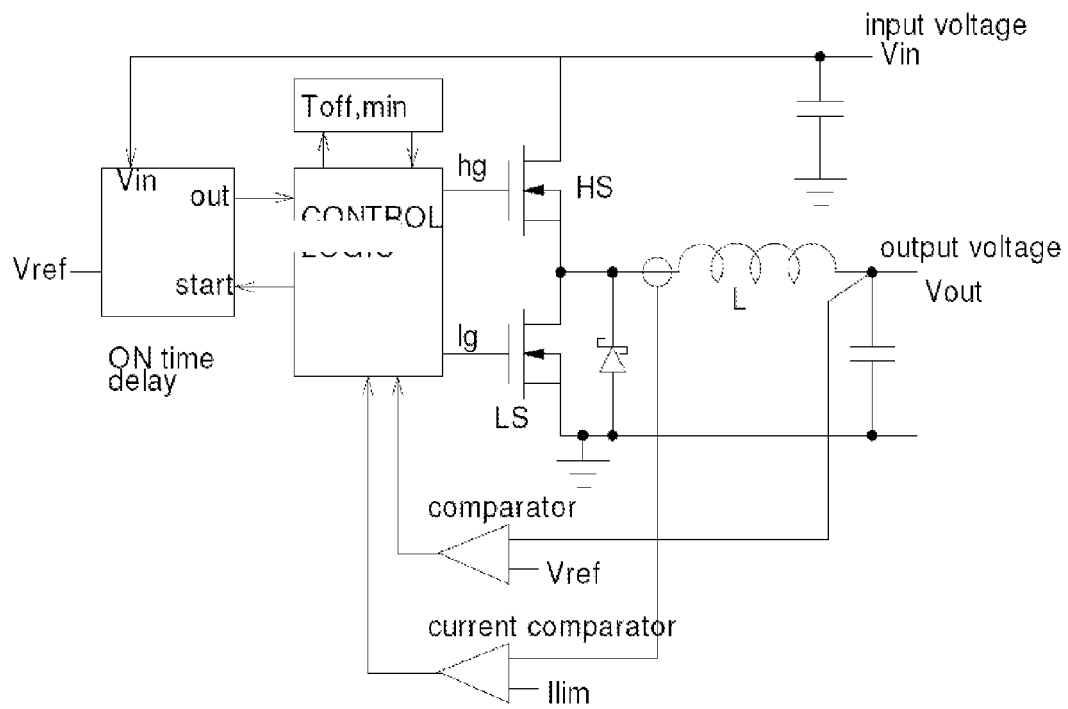 input voltage
Vin
Toff,min
Vin
out
hg
HS
CONTROL
LOGIC
Vref
start
output voltage
Vout
L
lg
ON time
delay
LS
comparator
Vref
current comparator
Ilim